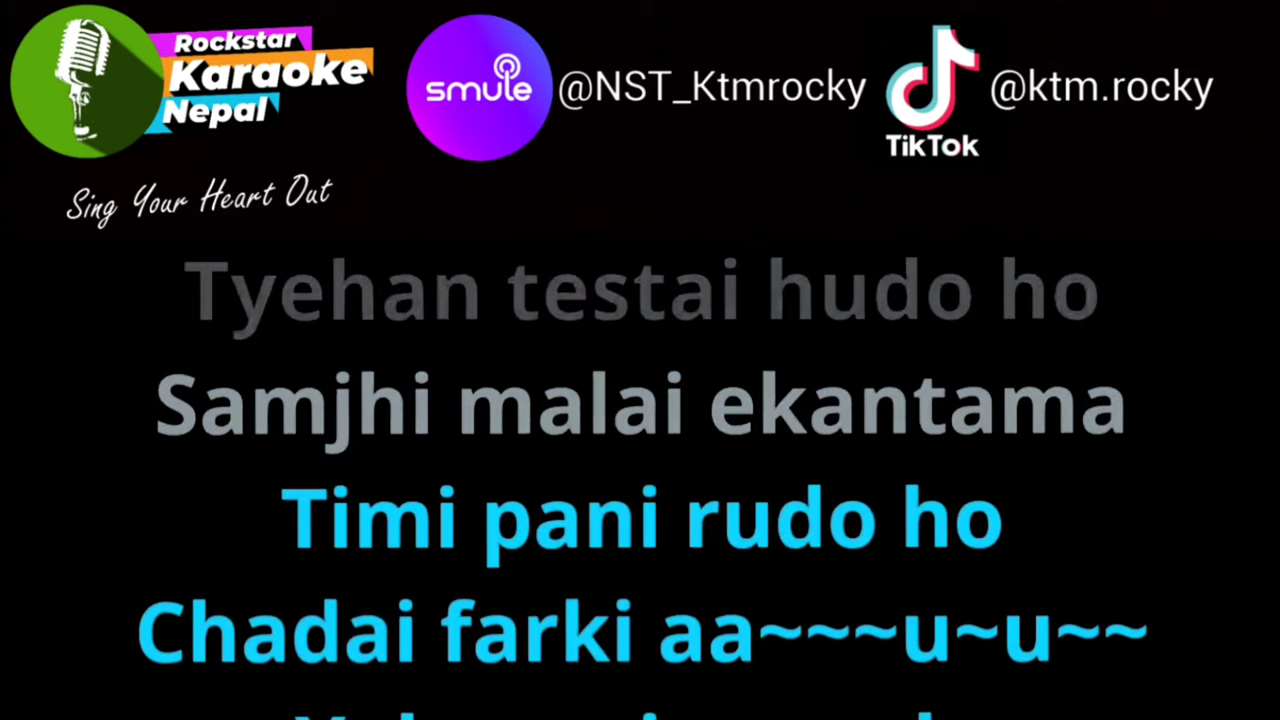 Rockstar
Karaoke
Nepal
smule @NST_Ktmrocky
TikTok @ktm.rocky
Sing Your Heart Out
Tyehan testai hudo ho
Samjhi malai ekantama
Timi pani rudo ho
Chadai farki aa~~~u~u~~